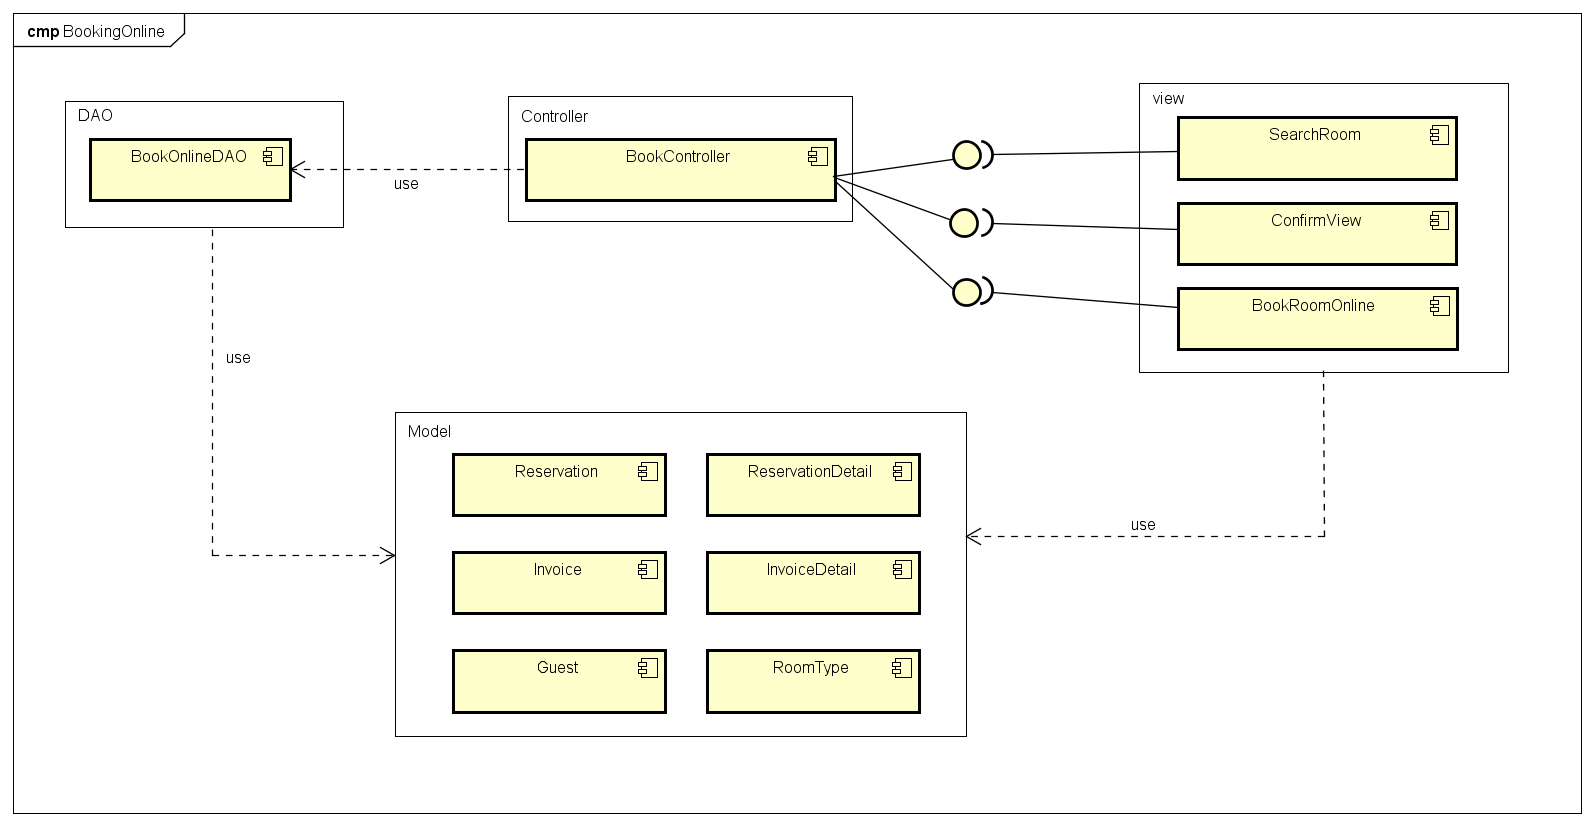 cmp BookingOnline
DAO
BookOnlineDAO
use
Controller
BookController
view
SearchRoom
ConfirmView
BookRoomOnline
use
use
Model
Reservation
ReservationDetail
Invoice
InvoiceDetail
Guest
RoomType